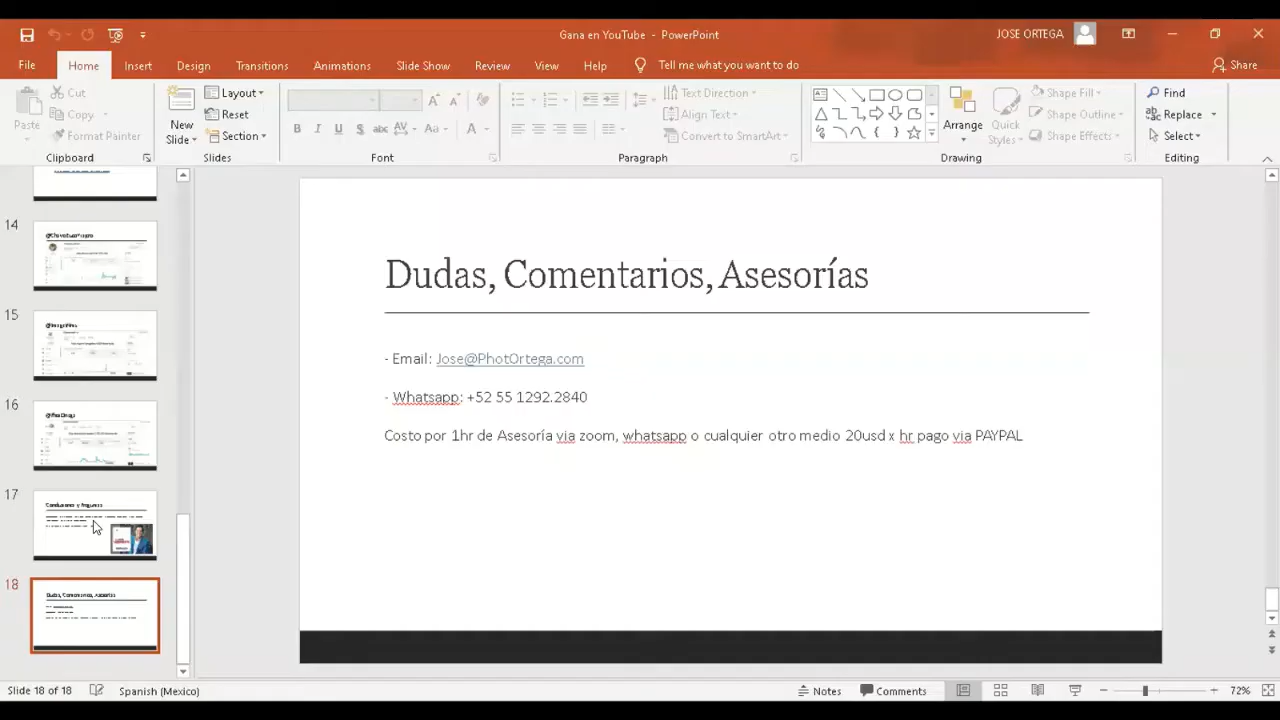 Gana en YouTube - PowerPoint
JOSE ORTEGA
File Home Insert Design Transitions Animations Slide Show Review View Help Tell me what you want to do Share
Paste
Cut
Copy
Format Painter
Clipboard
New Slide
Layout
Reset
Section
Slides
Font
Text Direction
Align Text
Convert to SmartArt
Paragraph
Arrange
Quick Styles
Shape Fill
Shape Outline
Shape Effects
Drawing
Find
Replace
Select
Editing
14
15
16
17
Conclusiones y Regalos
18
Dudas, Comentarios, Asesorías
Dudas, Comentarios, Asesorías
- Email: Jose@PhotOrtega.com
- Whatsapp: +52 55 1292.2840
Costo por 1hr de Asesoría via zoom, whatsapp o cualquier otro medio 20usd x hr pago via PAYPAL
Slide 18 of 18 Spanish (Mexico) Notes Comments 72%